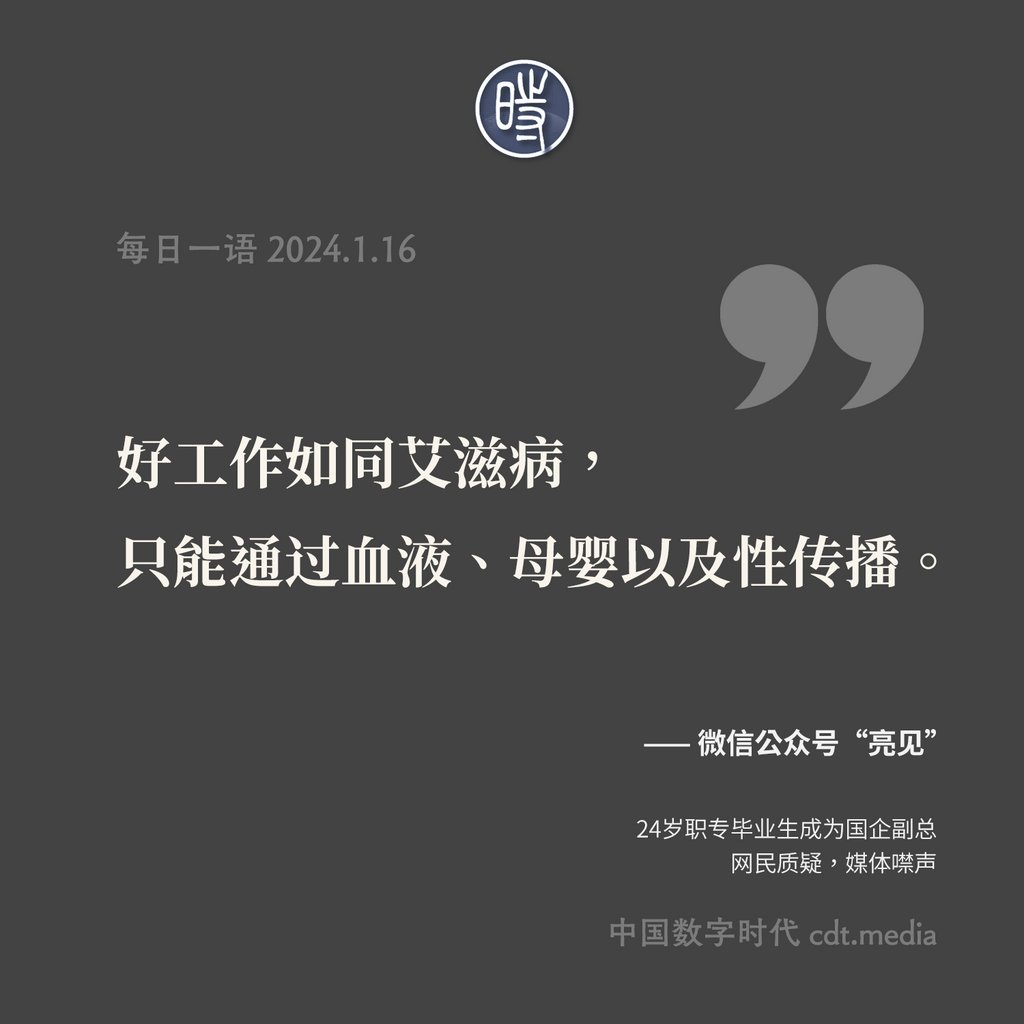 時
每日一语 2024.1.16
”
好工作如同艾滋病，
只能通过血液、母婴以及性传播。
—— 微信公众号“亮见”
24岁职专毕业生成为国企副总
网民质疑，媒体噤声
中国数字时代 cdt.media